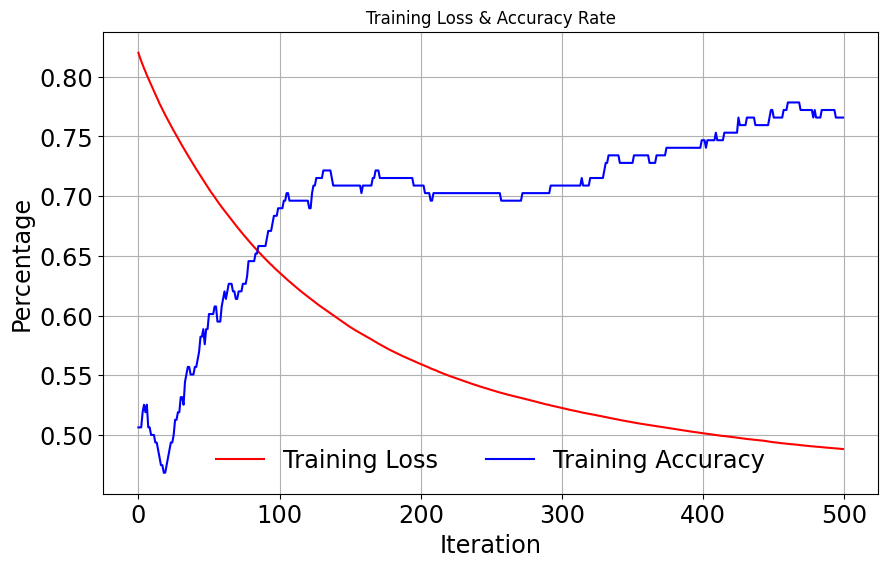 Training Loss & Accuracy Rate
Percentage
0.80
0.75
0.70
0.65
0.60
0.55
0.50
Training Loss Training Accuracy
0 100 200 300 400 500
Iteration